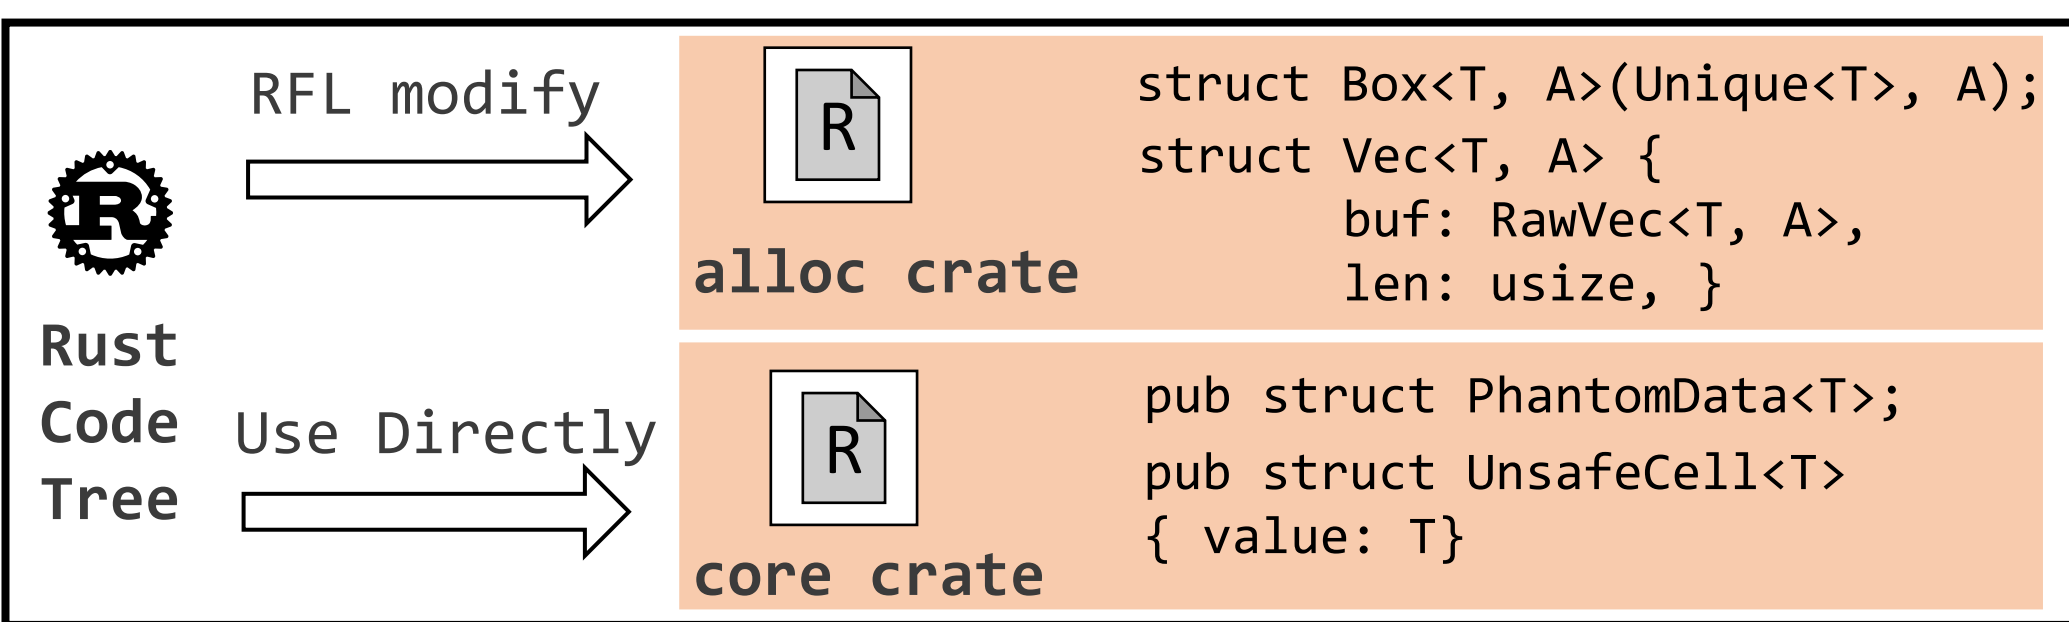 RFL modify
R
Rust
Code
Tree
Use Directly
R
alloc crate
struct Box<T, A>(Unique<T>, A);
struct Vec<T, A> {
buf: RawVec<T, A>,
len: usize, }
R
core crate
pub struct PhantomData<T>;
pub struct UnsafeCell<T>
{ value: T}